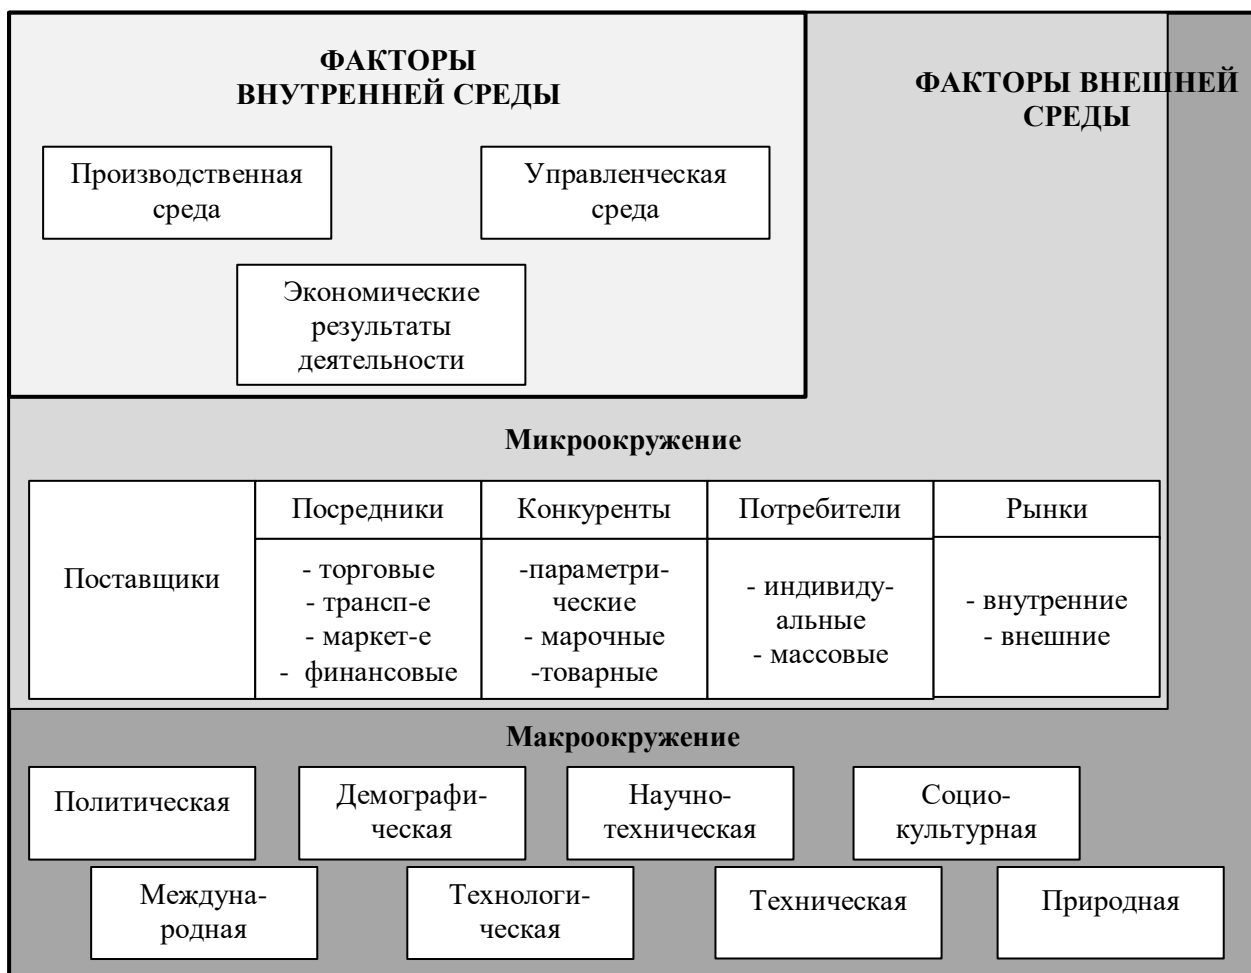 ФАКТОРЫ
ВНУТРЕННЕЙ СРЕДЫ
ФАКТОРЫ ВНЕШНЕЙ
СРЕДЫ
Производственная
среда
Управленческая
среда
Экономические
результаты
деятельности
Микроокружение
Поставщики
Посредники
- торговые
- трансп-е
- маркет-е
- финансовые
Конкуренты
-параметри-
ческие
- марочные
-товарные
Потребители
- индивиду-
альные
- массовые
Рынки
- внутренние
- внешние
Макроокружение
Политическая
Демографи-
ческая
Научно-
техническая
Социо-
культурная
Междуна-
родная
Технологи-
ческая
Техническая
Природная